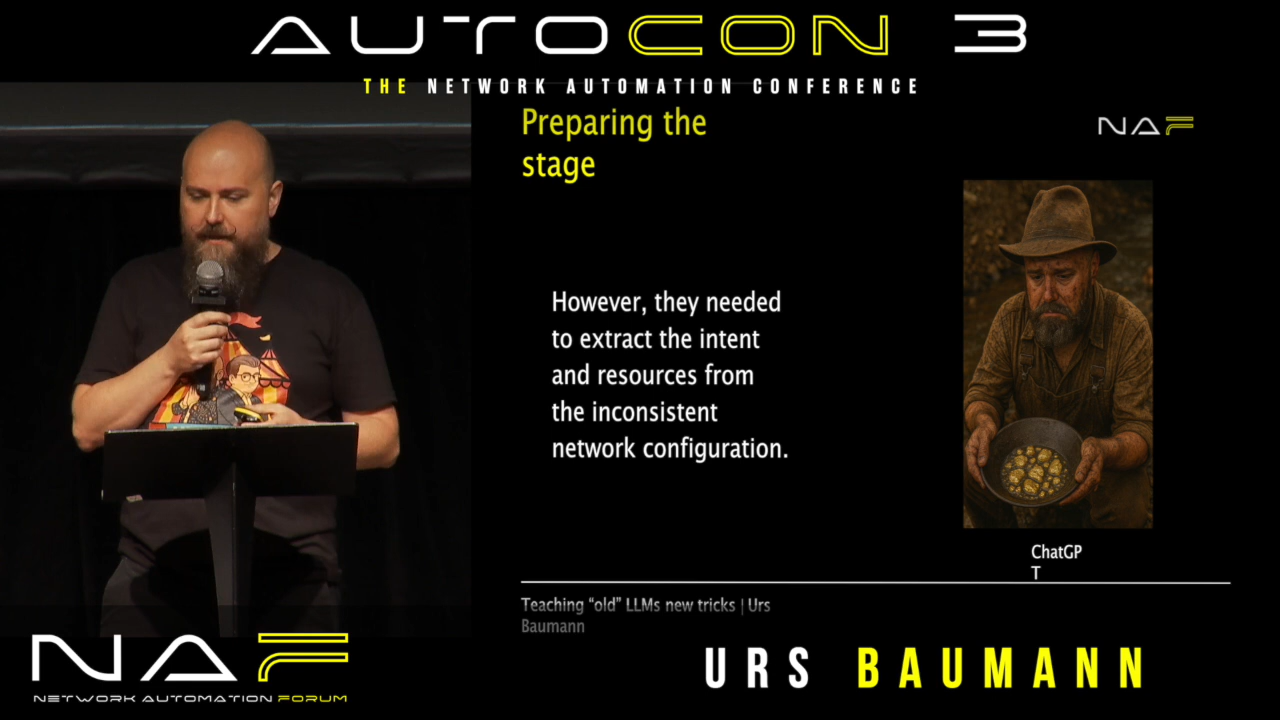 AUTOCON 3
THE NETWORK AUTOMATION CONFERENCE
Preparing the
stage
NAF
However, they needed
to extract the intent
and resources from
the inconsistent
network configuration.
ChatGP
T
Teaching “old” LLMs new tricks | Urs
Baumann
NAF
NETWORK AUTOMATION FORUM
URS BAUMANN